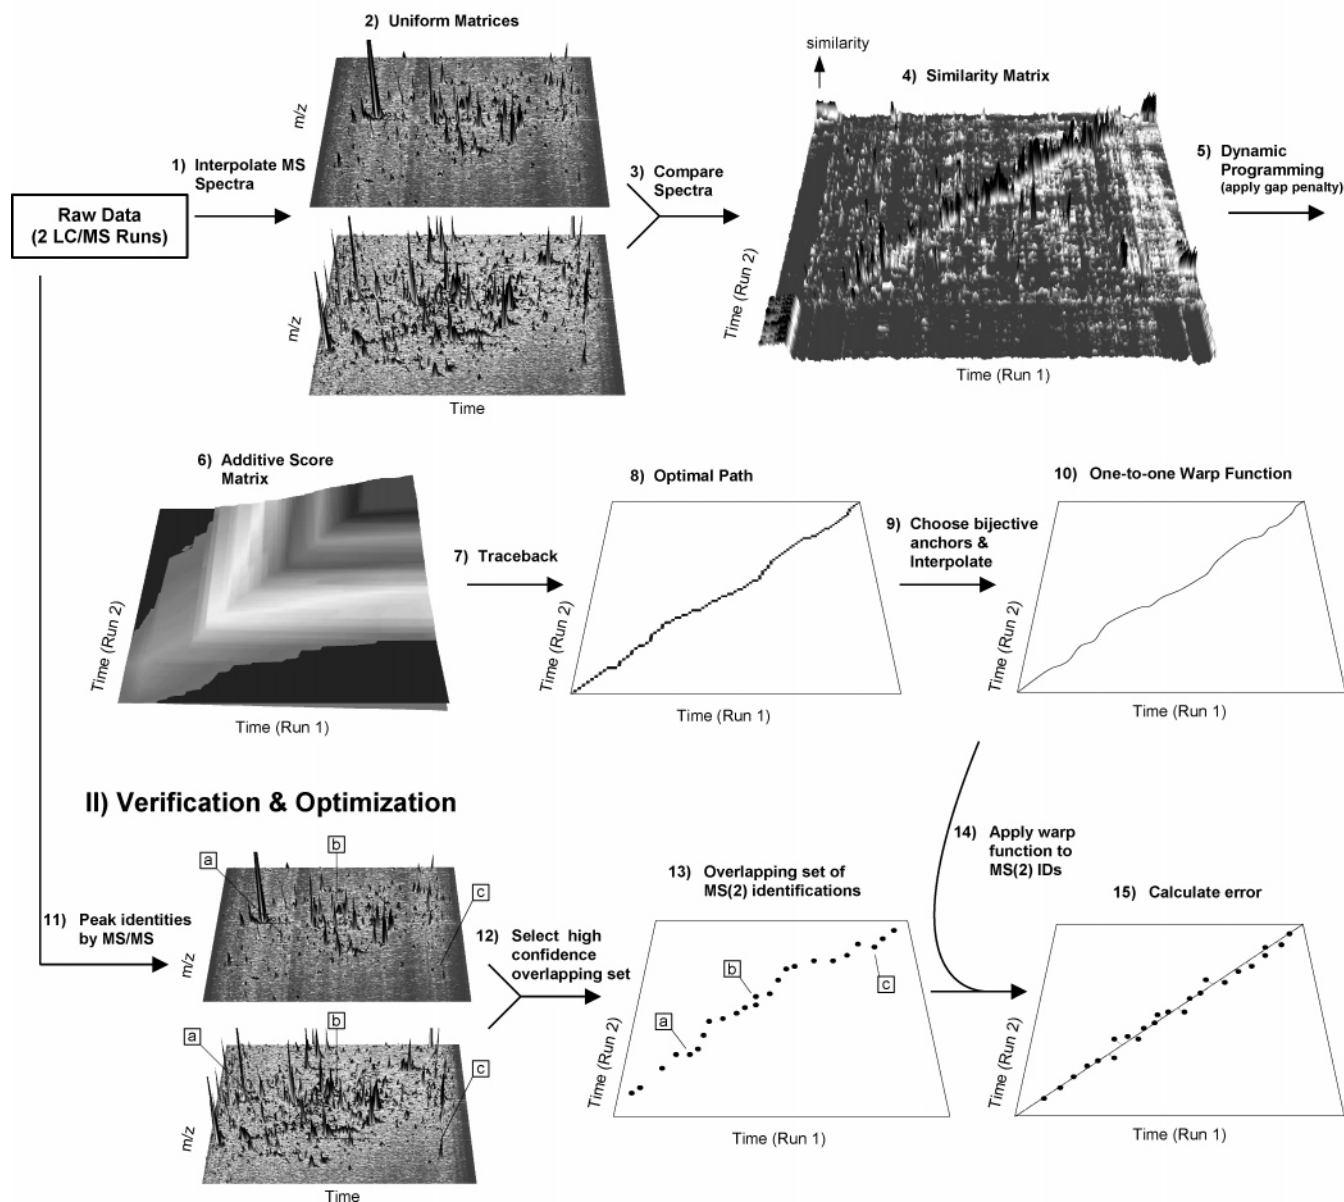 2) Uniform Matrices
m/z
1) Interpolate MS
Spectra
Raw Data
(2 LC/MS Runs)
m/z
Time
3) Compare
Spectra
similarity
4) Similarity Matrix
Time (Run 2)
Time (Run 1)
5) Dynamic
Programming
(apply gap penalty)
6) Additive Score
Matrix
Time (Run 2)
Time (Run 1)
7) Traceback
8) Optimal Path
Time (Run 2)
Time (Run 1)
9) Choose bijective
anchors &
Interpolate
10) One-to-one Warp Function
Time (Run 2)
Time (Run 1)
II) Verification & Optimization
11) Peak identities
by MS/MS
a
b
c
m/z
a
b
c
m/z
Time
12) Select high
confidence
overlapping set
13) Overlapping set of
MS(2) identifications
a
b
c
Time (Run 2)
Time (Run 1)
14) Apply warp
function to
MS(2) IDs
15) Calculate error
Time (Run 2)
Time (Run 1)